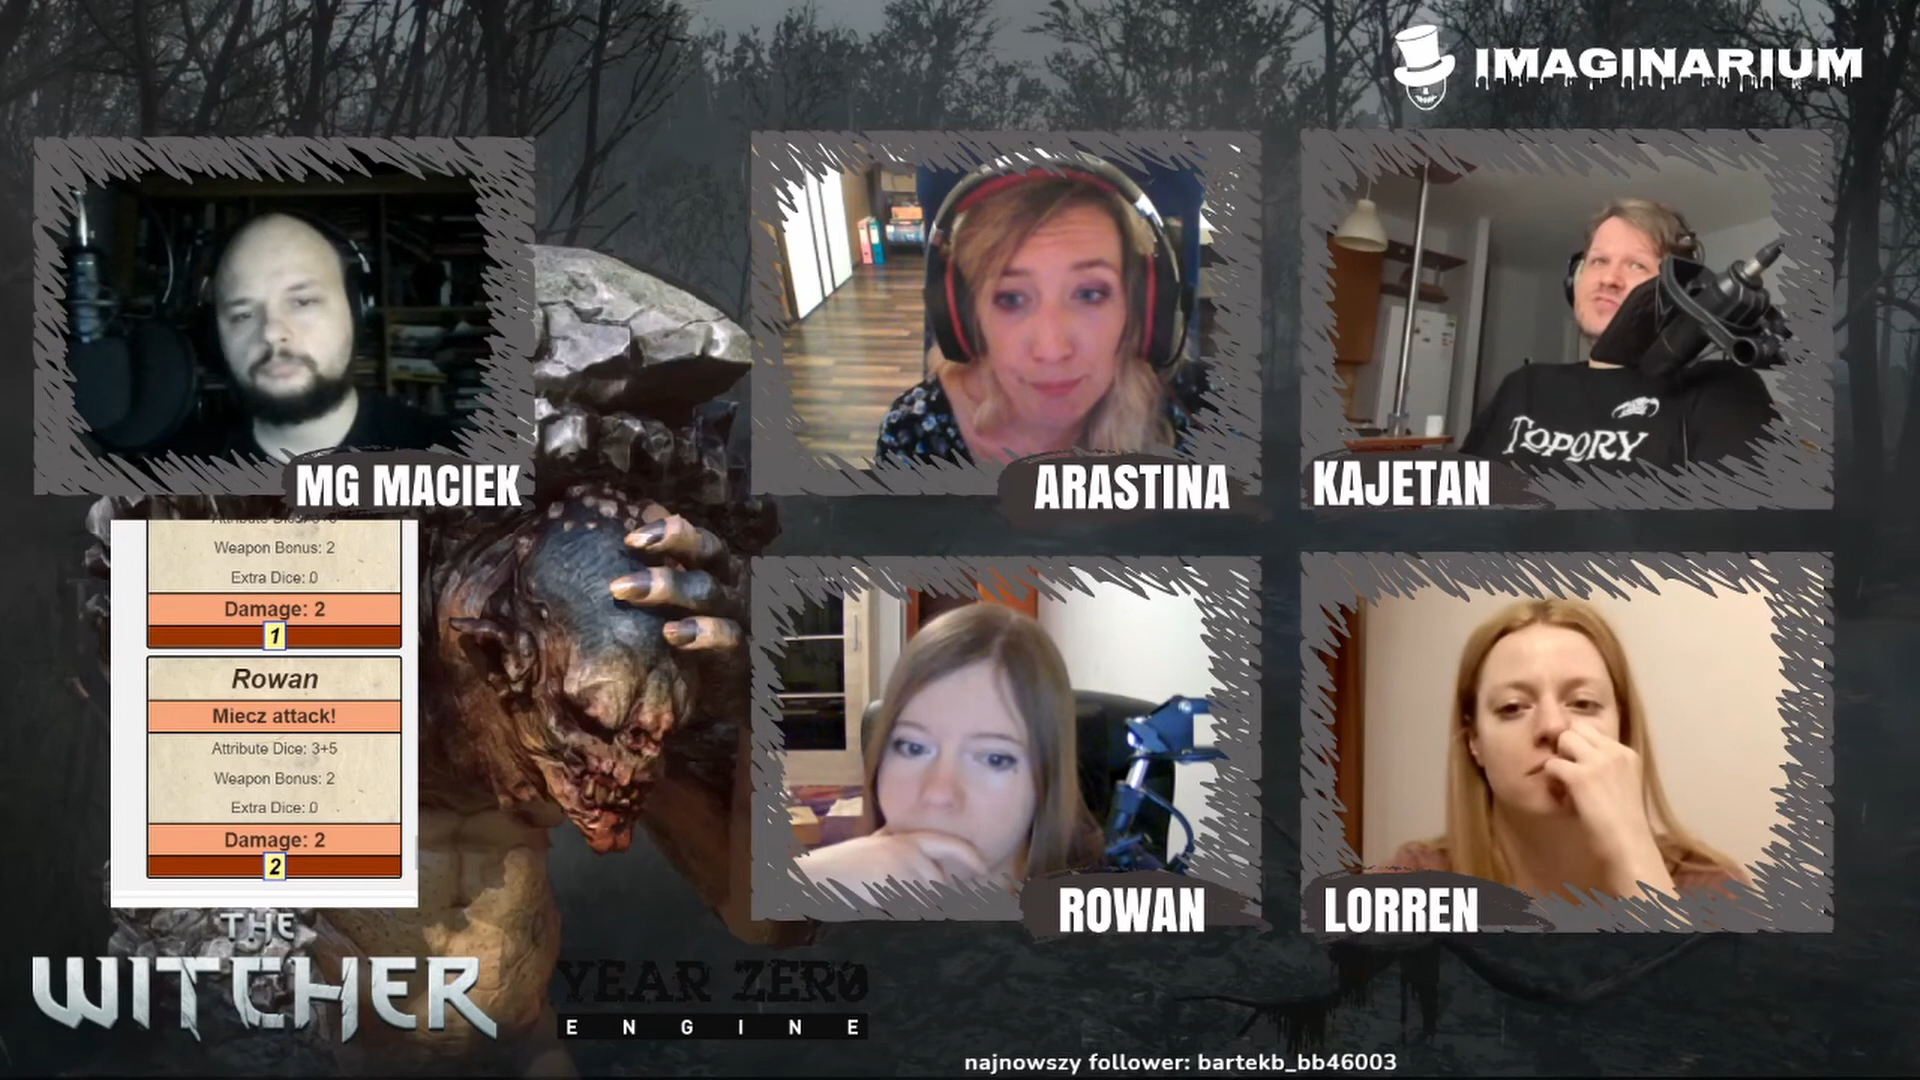 IMAGINARIUM
MG MACIEK
ARASTINA
KAJETAN
TOPORY
Weapon Bonus: 2
Extra Dice: 0
Damage: 2
1
Rowan
Miecz attack!
Attribute Dice: 3+5
Weapon Bonus: 2
Extra Dice: 0
Damage: 2
2
ROWAN
LORREN
THE
WITCHER
YEAR ZERO
ENGINE
najnowszy follower: bartekb_bb46003